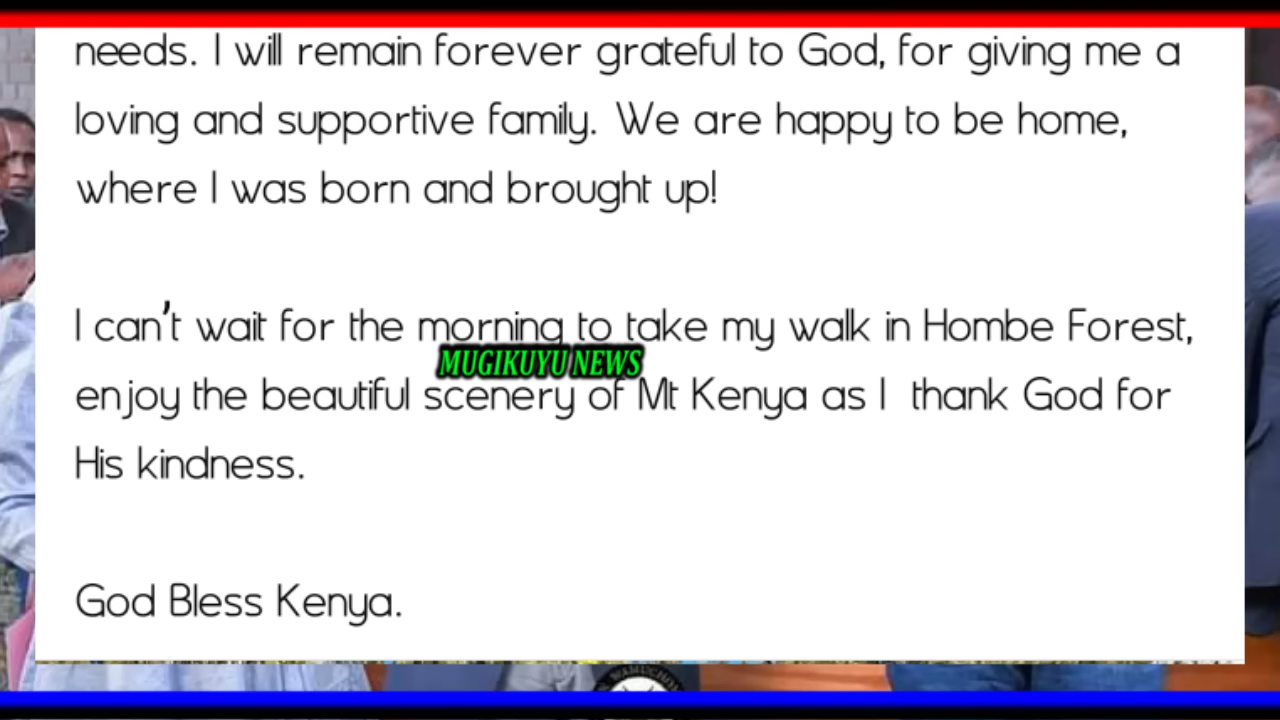 needs. I will remain forever grateful to God, for giving me a
loving and supportive family. We are happy to be home,
where I was born and brought up!
I can't wait for the morning to take my walk in Hombe Forest,
MUGIKUYU NEWS
enjoy the beautiful scenery of Mt Kenya as I thank God for
His kindness.
God Bless Kenya.